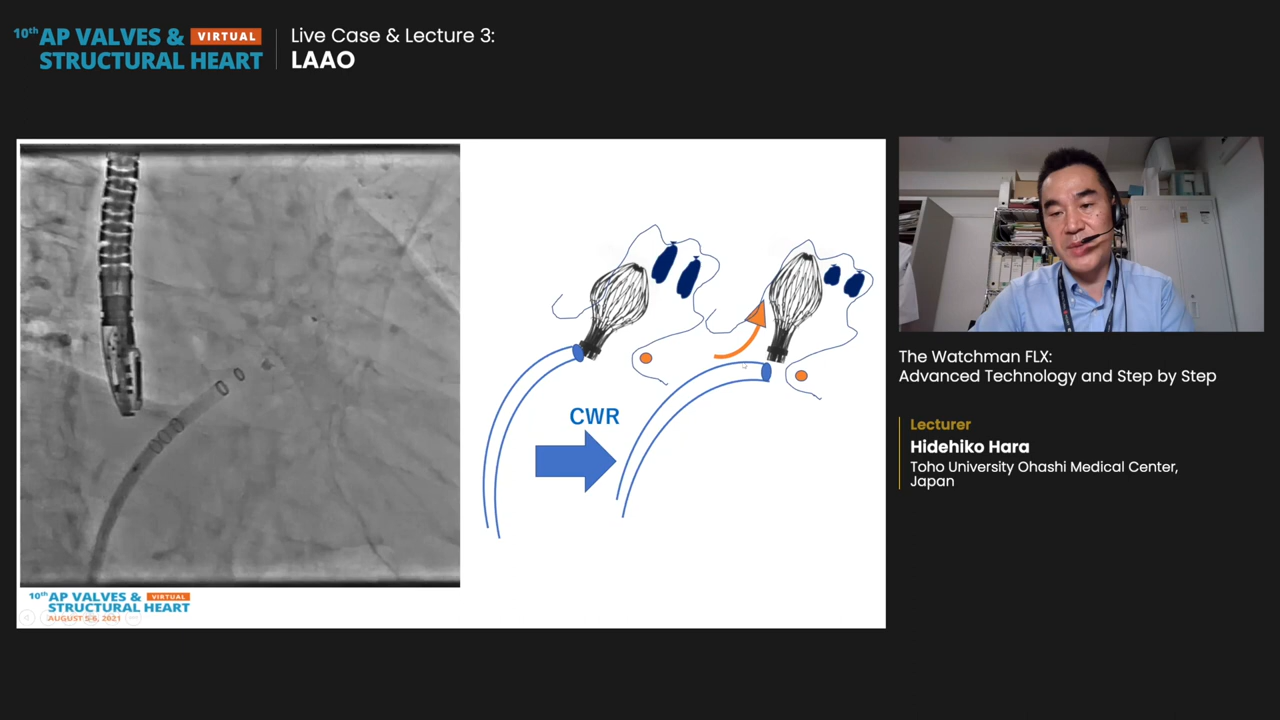 10th AP VALVES & VIRTUAL
STRUCTURAL HEART
Live Case & Lecture 3:
LAAO
CWR
10th AP VALVES & VIRTUAL
STRUCTURAL HEART
AUGUST 5-6, 2021
The Watchman FLX:
Advanced Technology and Step by Step
Lecturer
Hidehiko Hara
Toho University Ohashi Medical Center,
Japan